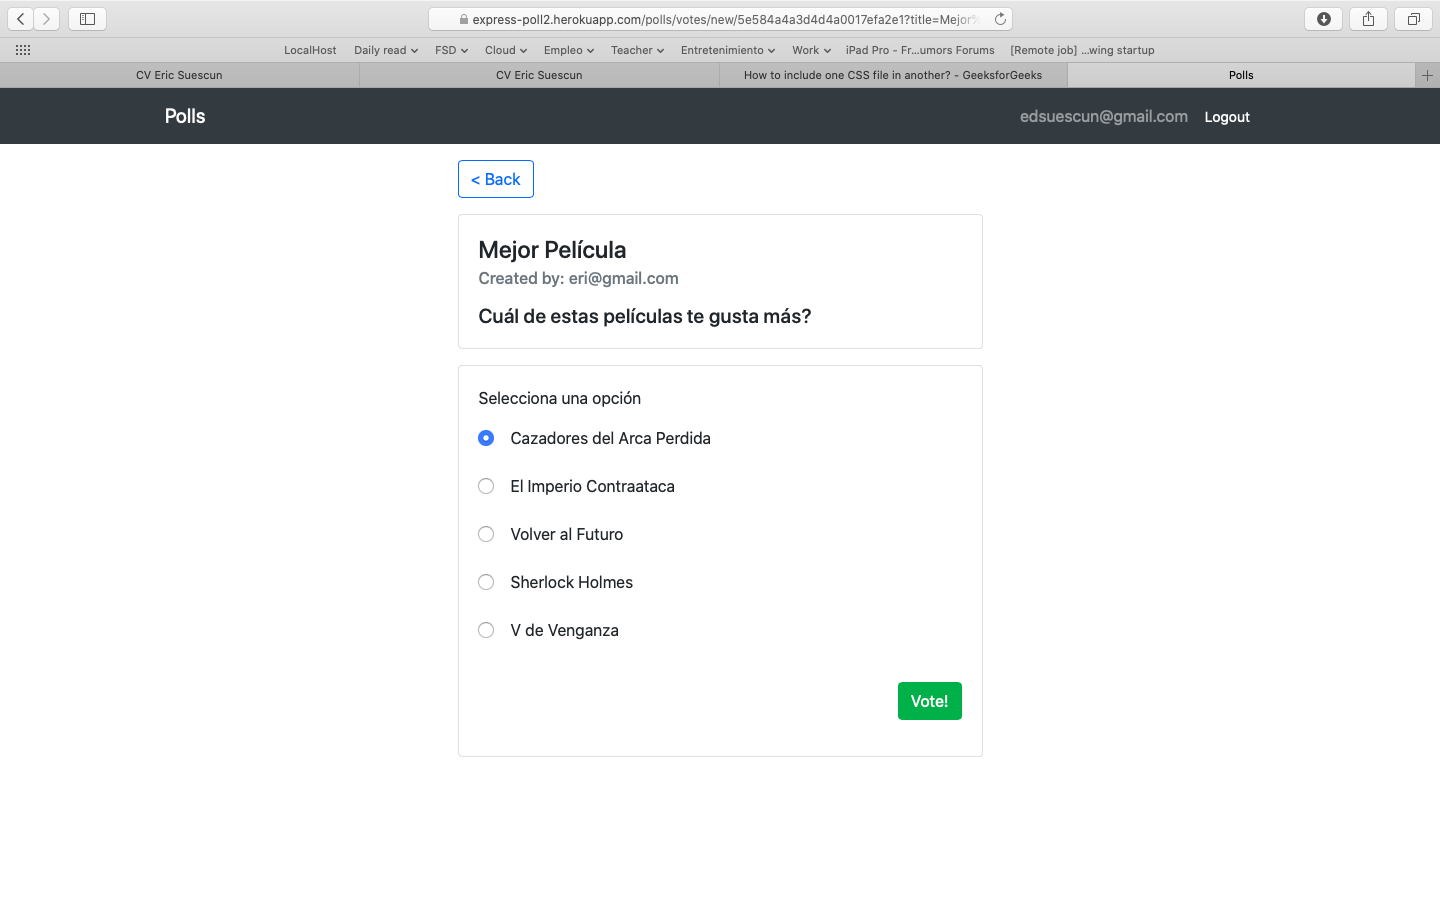 express-poll2.herokuapp.com/polls/votes/new/5e584a4a3d4d4a0017efa2e1?title=Mejor%
LocalHost Daily read FSD Cloud Empleo Teacher Entretenimiento Work iPad Pro - Fr...umors Forums [Remote job] ...wing startup
CV Eric Suescun CV Eric Suescun How to include one CSS file in another? - GeeksforGeeks Polls
Polls edsuescun@gmail.com Logout
< Back
Mejor Película
Created by: eri@gmail.com
Cuál de estas películas te gusta más?
Selecciona una opción
Cazadores del Arca Perdida
El Imperio Contraataca
Volver al Futuro
Sherlock Holmes
V de Venganza
Vote!